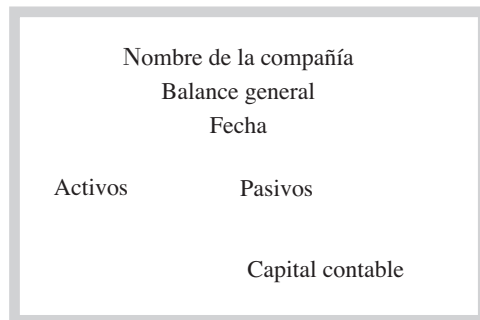 Nombre de la compañía
Balance general
Fecha
Activos Pasivos
Capital contable